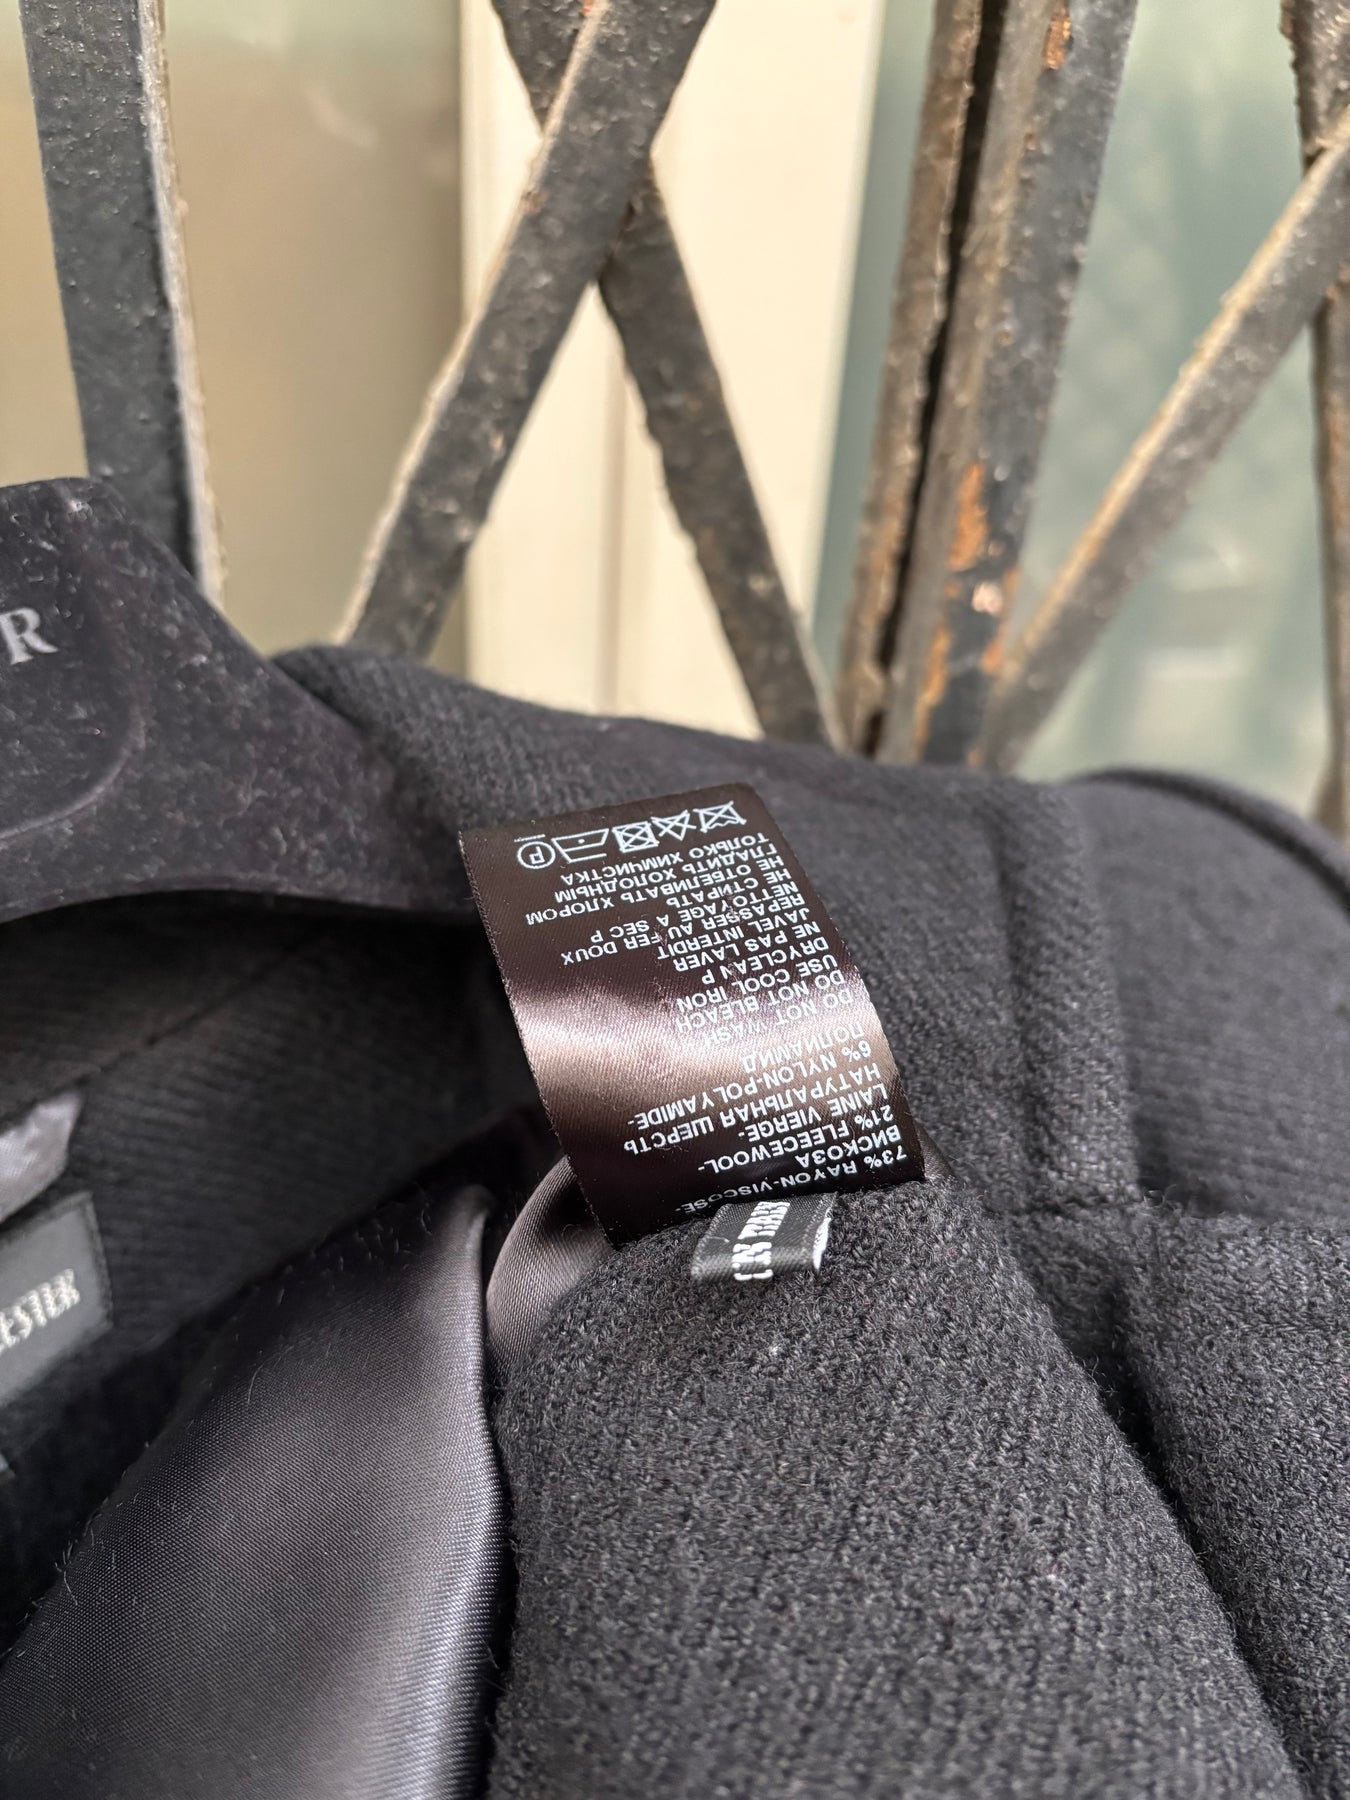 73% RAYON-VISCOSE-
ВИСКОЗА
21% FLEECEWOOL-
LAINE VIERGE-
НАТУРАЛЬНАЯ ШЕРСТЬ
6% NYLON-POLYAMIDE-
ПОЛИАМИД
DO NOT WASH
DO NOT BLEACH
USE COOL IRON
DRYCLEAN P
NE PAS LAVER
JAVEL INTERDIT
REPASSER AU FER DOUX
NETTOYAGE A SEC P
НЕ СТИРАТЬ
НЕ ОТБЕЛИВАТЬ ХЛОРОМ
ГЛАДИТЬ ХОЛОДНЫМ
ТОЛЬКО ХИМЧИСТКА
P
R